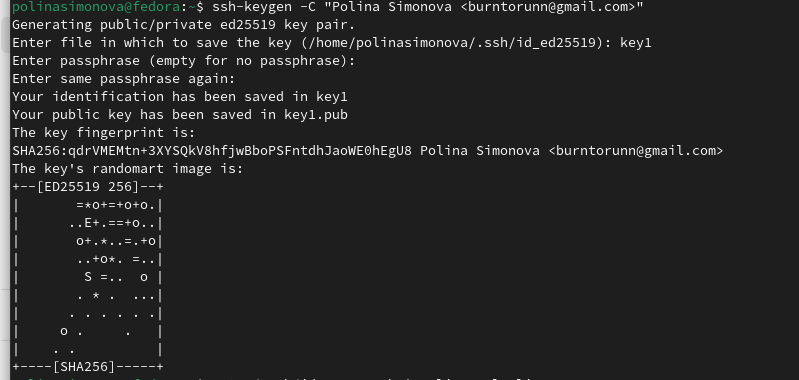 polinasimonova@fedora:~$ ssh-keygen -C "Polina Simonova <burntorunn@gmail.com>"
Generating public/private ed25519 key pair.
Enter file in which to save the key (/home/polinasimonova/.ssh/id_ed25519): key1
Enter passphrase (empty for no passphrase):
Enter same passphrase again:
Your identification has been saved in key1
Your public key has been saved in key1.pub
The key fingerprint is:
SHA256:qdrVMEMtn+3XYSQkV8hfjwBboPSFntdhJaoWE0hEgU8 Polina Simonova <burntorunn@gmail.com>
The key's randomart image is:
+--[ED25519 256]--+
|       =*o+=+o+o.|
|      ..E+.==+o..|
|       o+.*..=.+o|
|       ..+o*. =..|
|        S =..  o |
|       . * .  ...|
|      . . . . . .|
|     o .     .   |
|    . .          |
+----[SHA256]-----+